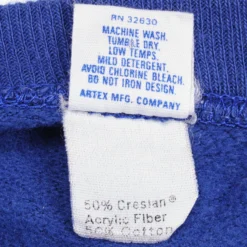 RN 32630
MACHINE WASH.
TUMBLE DRY.
LOW TEMPS.
MILD DETERGENT.
AVOID CHLORINE BLEACH.
DO NOT IRON DESIGN.
ARTEX MFG. COMPANY
50% Creslan®
Acrylic Fiber
50% Cotton